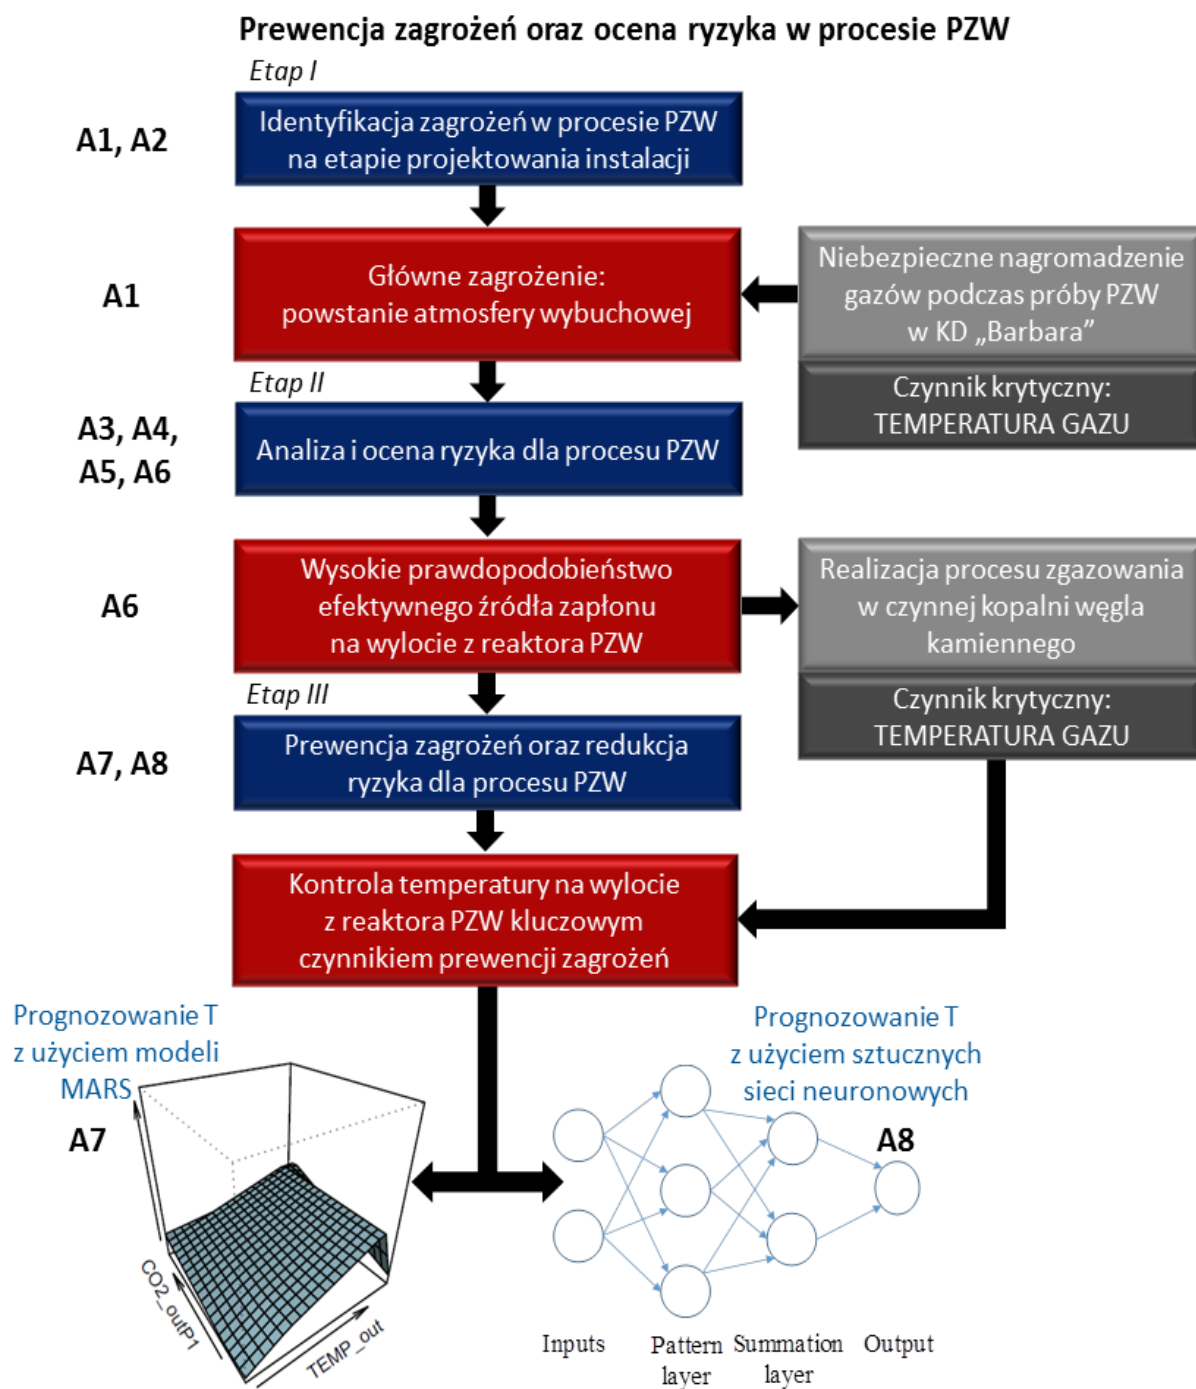 Prewencja zagrożeń oraz ocena ryzyka w procesie PZW
Etap I
A1, A2
Identyfikacja zagrożeń w procesie PZW
na etapie projektowania instalacji
A1
Główne zagrożenie:
powstanie atmosfery wybuchowej
Niebezpieczne nagromadzenie
gazów podczas próby PZW
w KD „Barbara”
Czynnik krytyczny:
TEMPERATURA GAZU
Etap II
A3, A4,
A5, A6
Analiza i ocena ryzyka dla procesu PZW
A6
Wysokie prawdopodobieństwo
efektywnego źródła zapłonu
na wylocie z reaktora PZW
Realizacja procesu zgazowania
w czynnej kopalni węgla
kamiennego
Czynnik krytyczny:
TEMPERATURA GAZU
Etap III
A7, A8
Prewencja zagrożeń oraz redukcja
ryzyka dla procesu PZW
Kontrola temperatury na wylocie
z reaktora PZW kluczowym
czynnikiem prewencji zagrożeń
Prognozowanie T
z użyciem modeli
MARS
A7
CO2_outP1
TEMP_out
Prognozowanie T
z użyciem sztucznych
sieci neuronowych
A8
Inputs
Pattern
layer
Summation
layer
Output